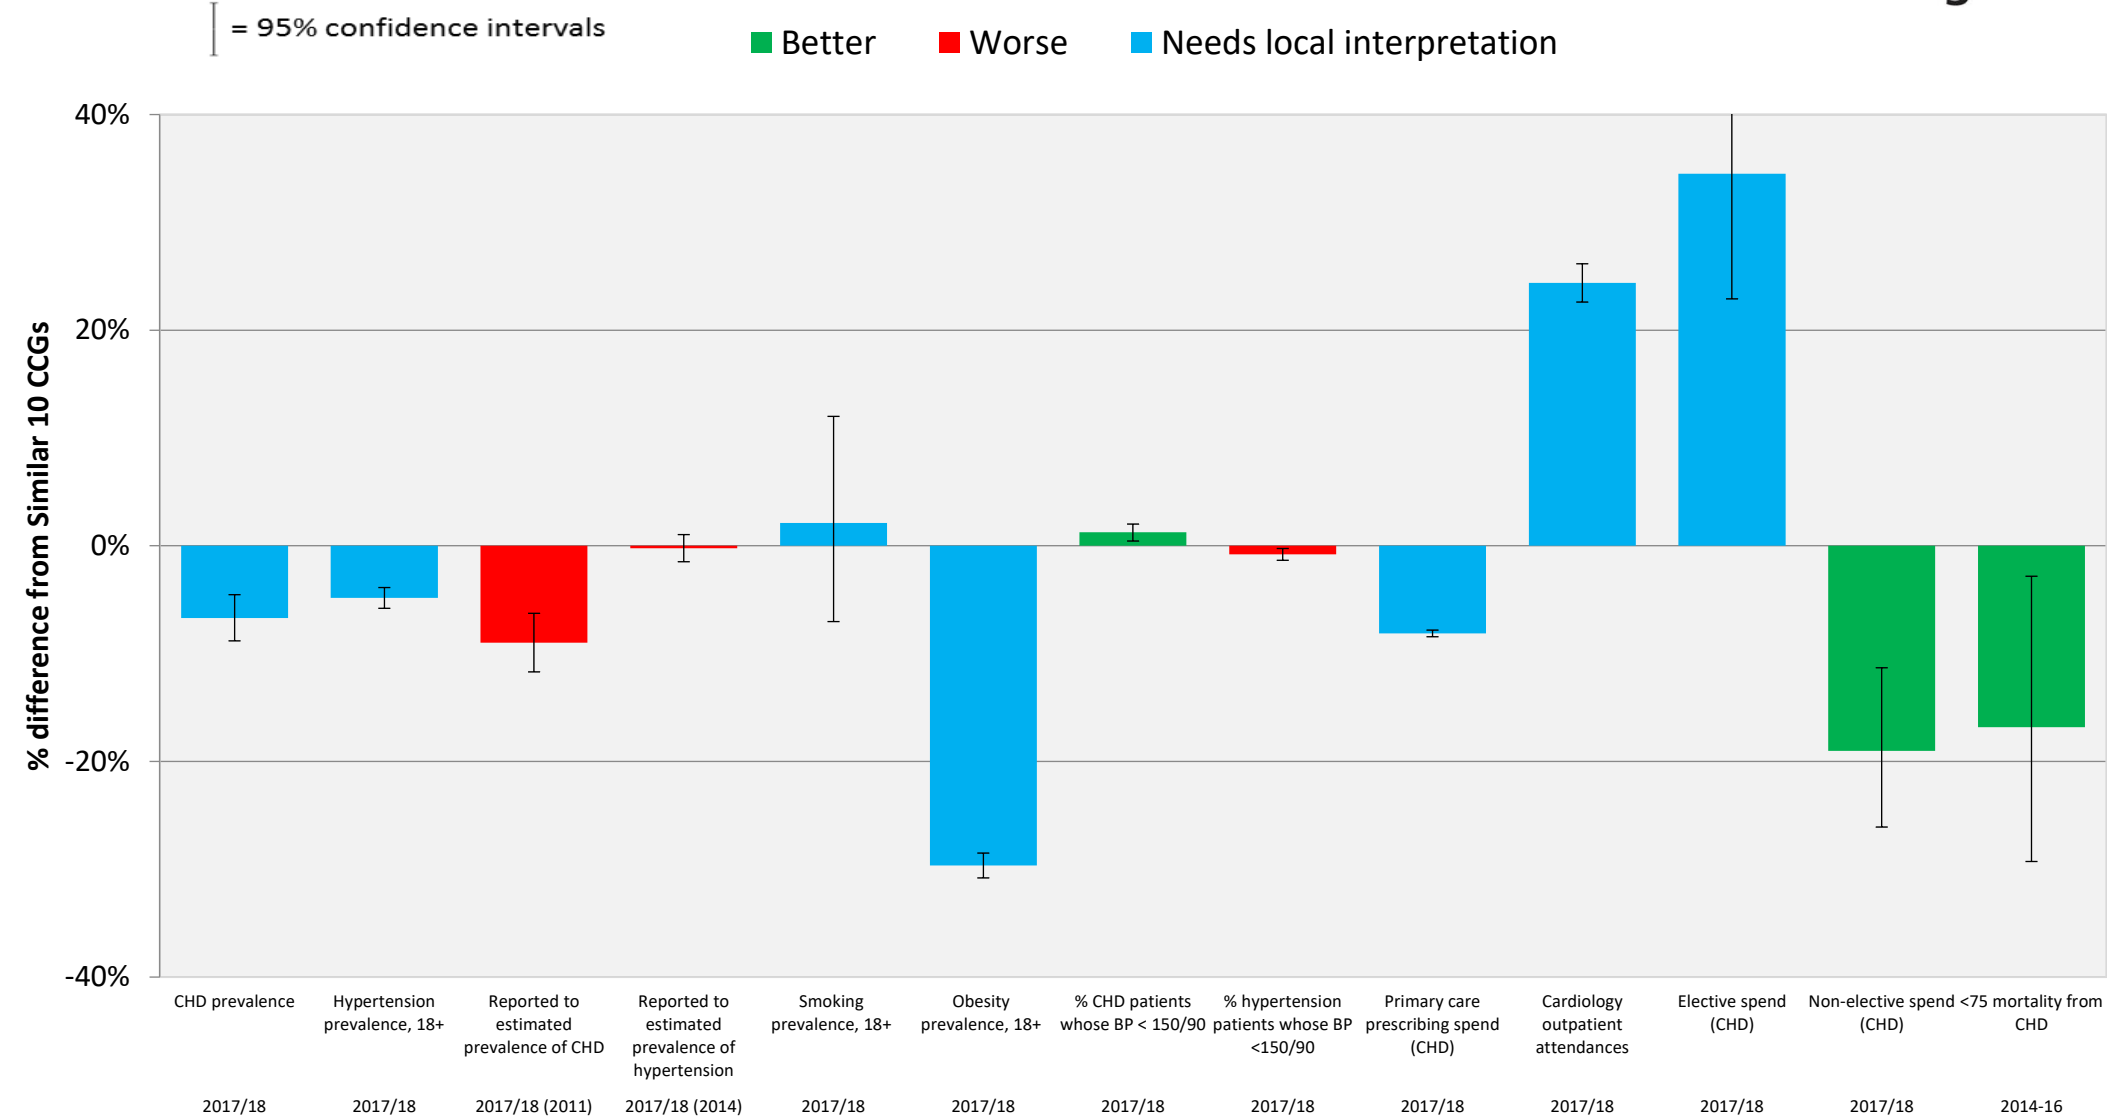 = 95% confidence intervals
Better Worse Needs local interpretation
40%
20%
0%
-20%
-40%
% difference from Similar 10 CCGs
CHD prevalence
2017/18
Hypertension
prevalence, 18+
2017/18
Reported to
estimated
prevalence of CHD
2017/18 (2011)
Reported to
estimated
prevalence of
hypertension
2017/18 (2014)
Smoking
prevalence, 18+
2017/18
Obesity
prevalence, 18+
2017/18
% CHD patients
whose BP < 150/90
2017/18
% hypertension
patients whose BP
<150/90
2017/18
Primary care
prescribing spend
(CHD)
2017/18
Cardiology
outpatient
attendances
2017/18
Elective spend
(CHD)
2017/18
Non-elective spend
(CHD)
2017/18
<75 mortality from
CHD
2014-16